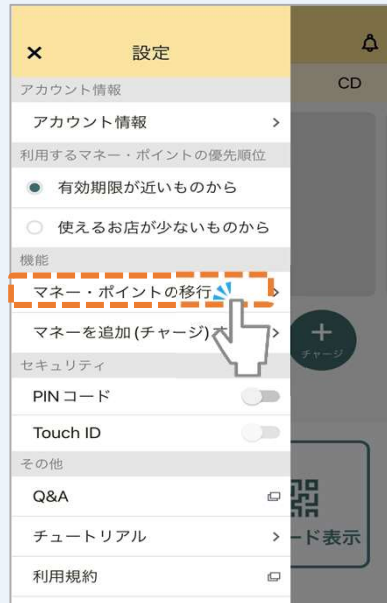 × 設定
CD
アカウント情報
アカウント情報 >
利用するマネー・ポイントの優先順位
有効期限が近いものから
使えるお店が少ないものから
機能
マネー・ポイントの移行 >
マネーを追加(チャージ) >
チャージ
セキュリティ
PINコード
Touch ID
その他
Q&A
チュートリアル >
ード表示
利用規約